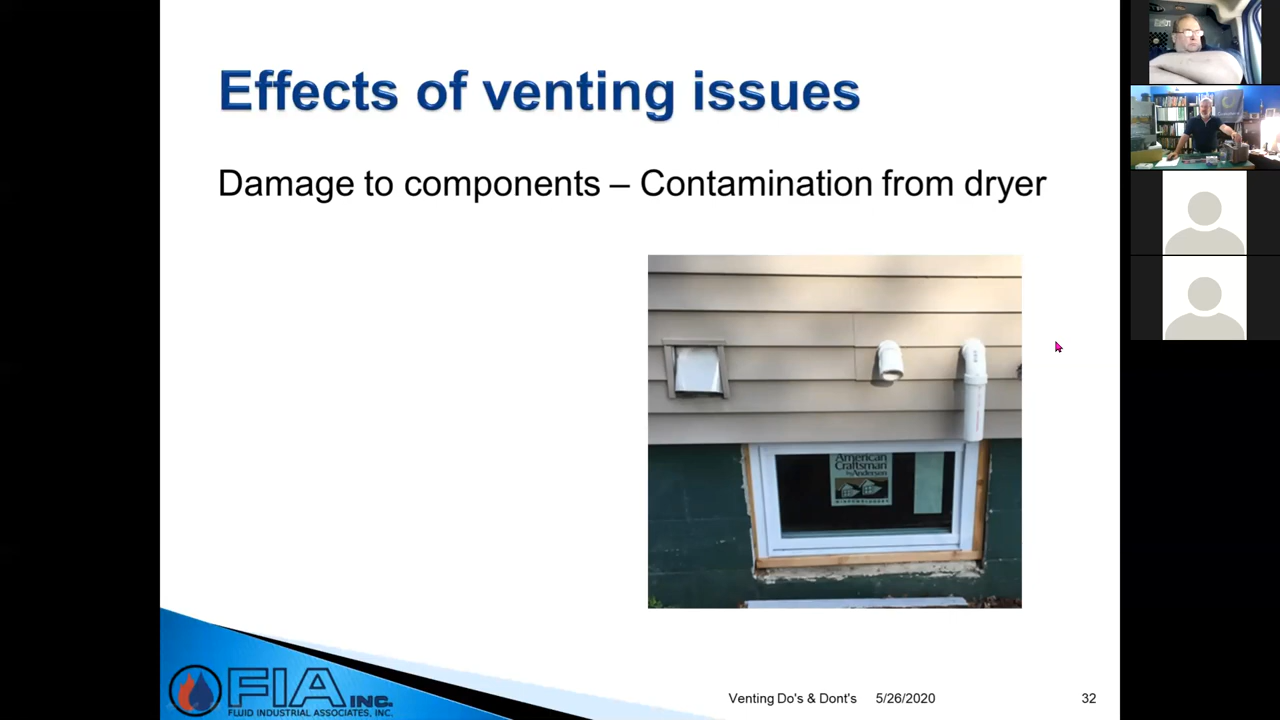 Effects of venting issues
Damage to components – Contamination from dryer
American
Craftsman
by Andersen
FIA INC.
FLUID INDUSTRIAL ASSOCIATES, INC.
Venting Do's & Dont's 5/26/2020 32